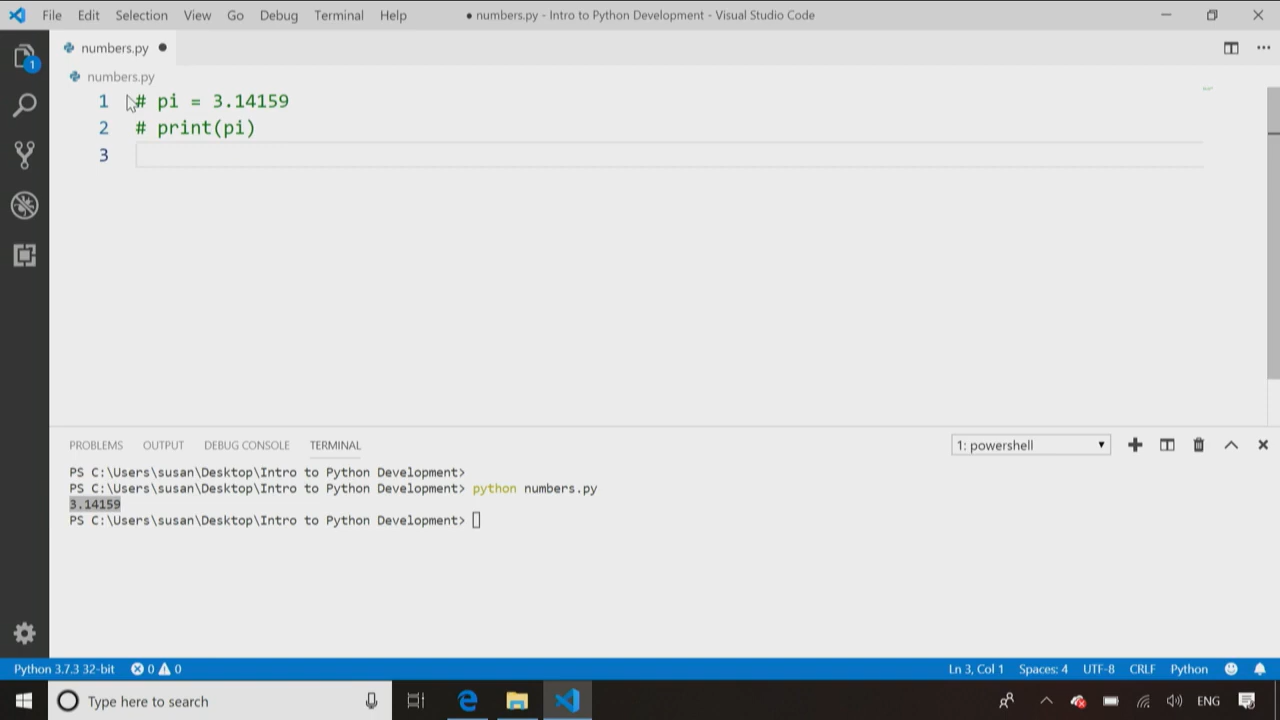 File Edit Selection View Go Debug Terminal Help
● numbers.py - Intro to Python Development - Visual Studio Code
numbers.py ●
1
numbers.py
1 # pi = 3.14159
2 # print(pi)
3
PROBLEMS OUTPUT DEBUG CONSOLE TERMINAL
1: powershell
PS C:\Users\susan\Desktop\Intro to Python Development>
PS C:\Users\susan\Desktop\Intro to Python Development> python numbers.py
3.14159
PS C:\Users\susan\Desktop\Intro to Python Development>
Python 3.7.3 32-bit 0 0 Ln 3, Col 1 Spaces: 4 UTF-8 CRLF Python
Type here to search ENG